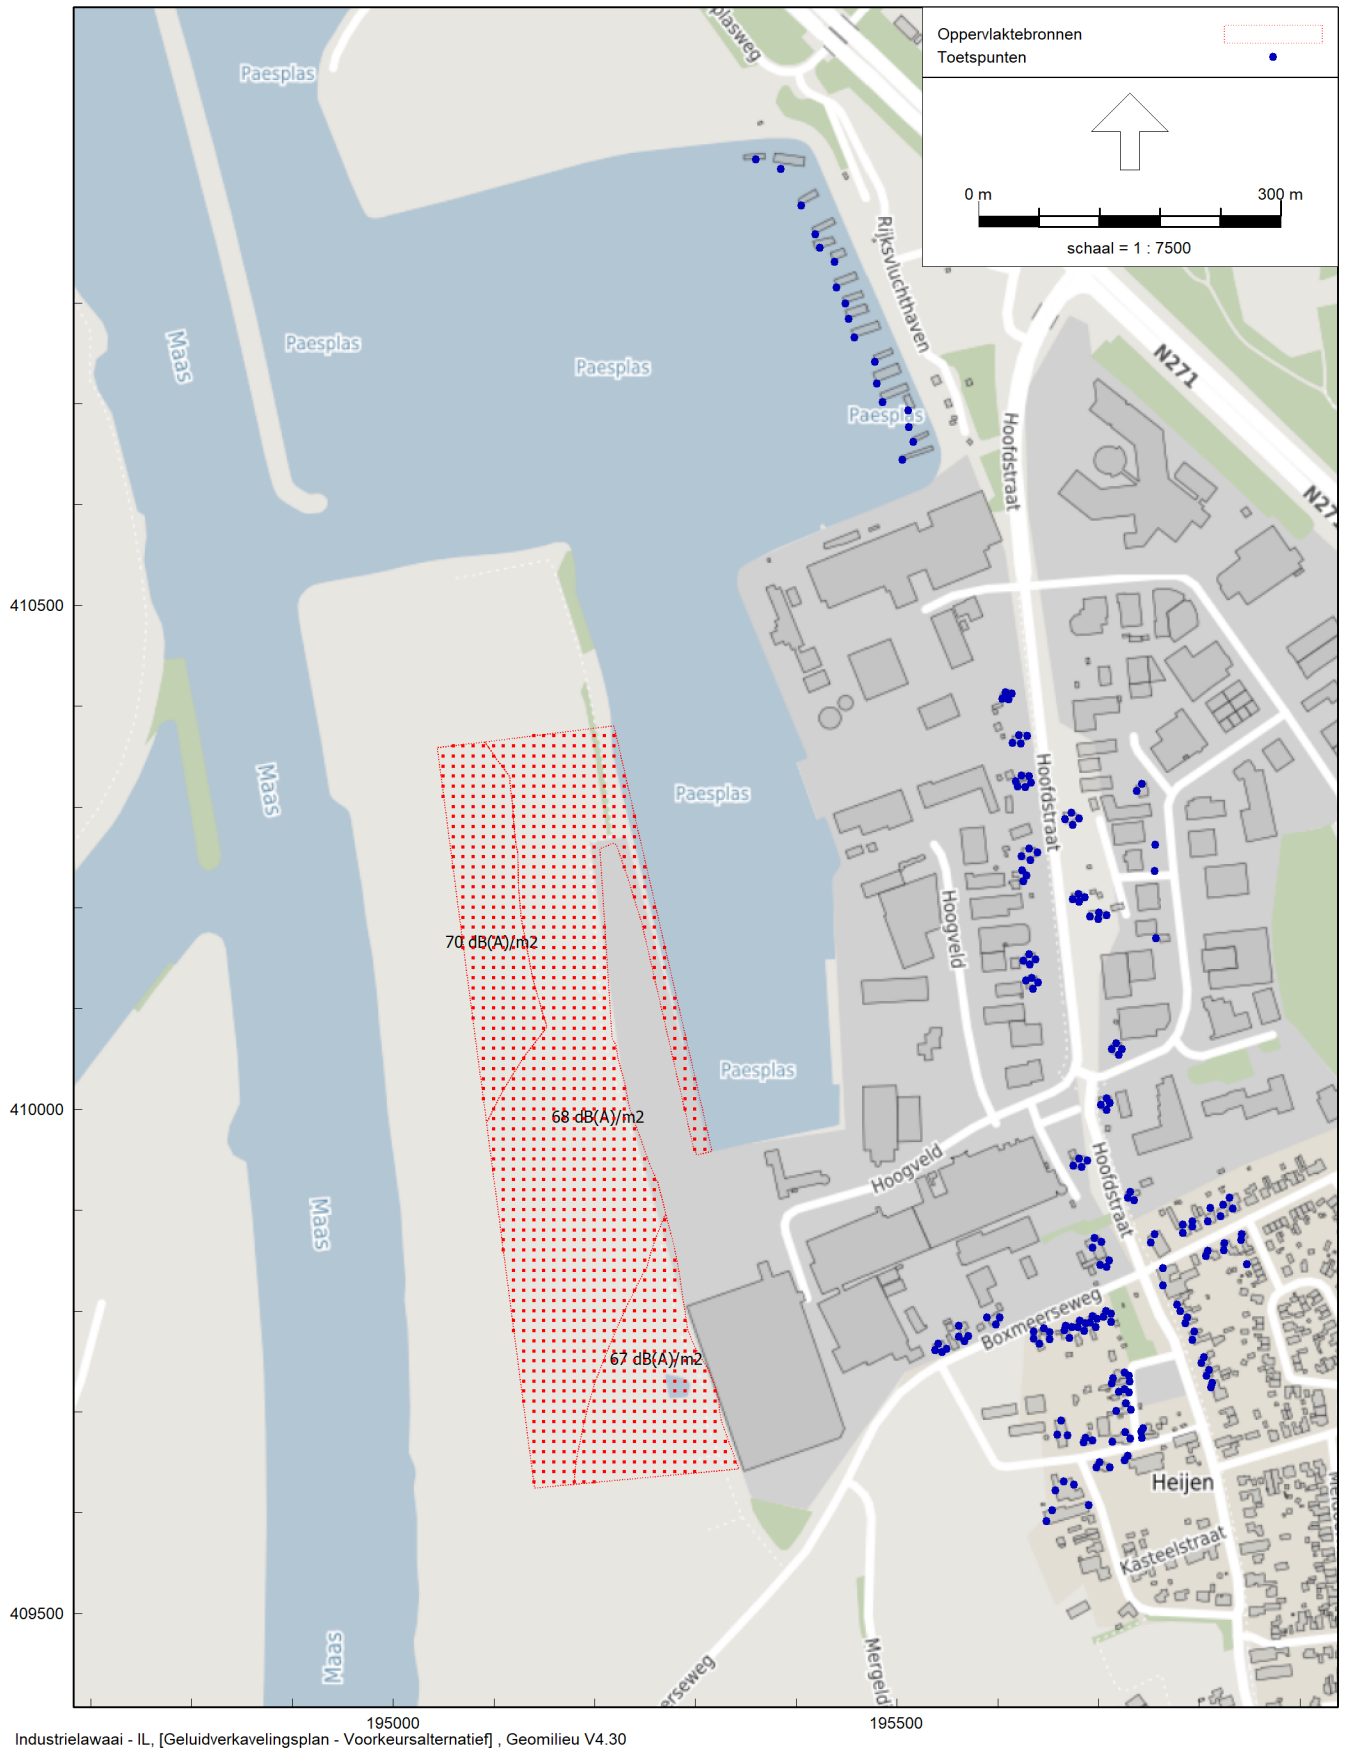 Oppervlaktebronnen
Toetspunten
0 m
300 m
schaal = 1 : 7500
plasweg
Paesplas
Rijksvluchthaven
Maas
Paesplas
Paesplas
Paesplas
N271
N271
Hoofdstraat
410500
Maas
Paesplas
Hoofdstraat
Hoogveld
70 dB(A)/m2
Paesplas
410000
68 dB(A)/m2
Hoogveld
Hoofdstraat
Maas
Boxmeerseweg
67 dB(A)/m2
Heijen
Kasteelstraat
409500
Maas
erseweg
Mergeld
195000
195500
Industrielawaai - IL, [Geluidverkavelingsplan - Voorkeursalternatief] , Geomilieu V4.30